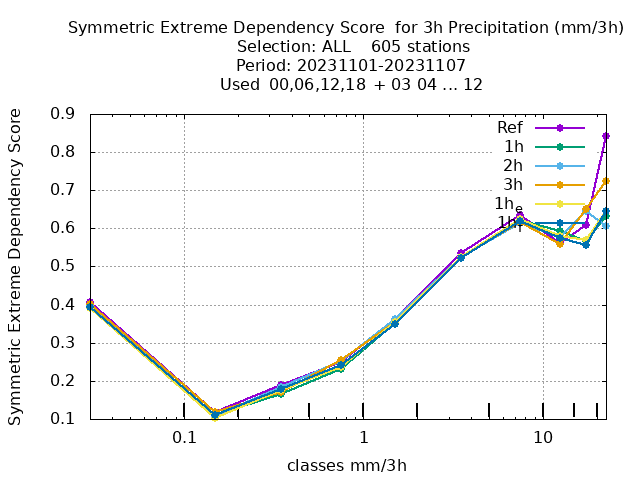 Symmetric Extreme Dependency Score  for 3h Precipitation (mm/3h)
Selection: ALL    605 stations
Period: 20231101-20231107
Used  00,06,12,18  + 03 04 ... 12
Symmetric Extreme Dependency Score
0.9
0.8
0.7
0.6
0.5
0.4
0.3
0.2
0.1
Ref
1h
2h
3h
1h_e
1h_f
0.1 1 10
classes mm/3h